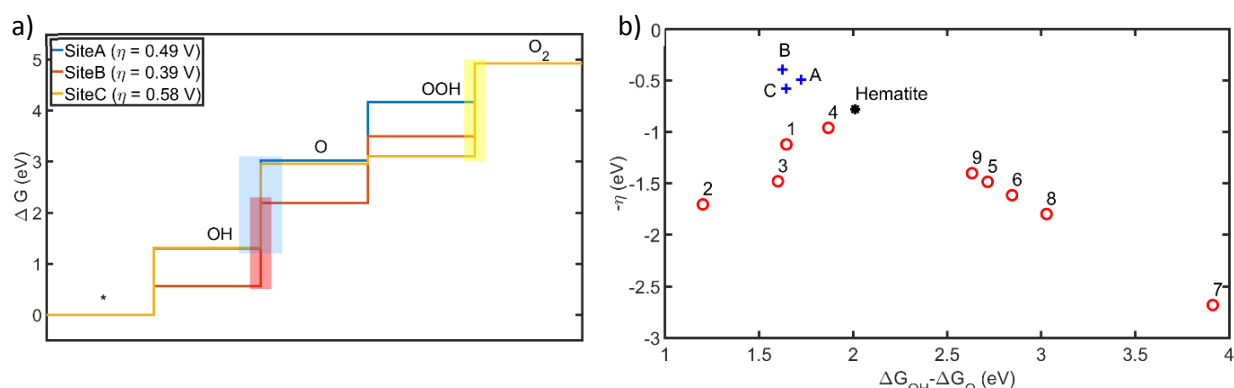 a)
SiteA (η = 0.49 V)
SiteB (η = 0.39 V)
SiteC (η = 0.58 V)
O₂
OOH
O
OH
*
5
4
3
2
1
0
Δ G (eV)
b)
B
A
C
Hematite
4
1
3
2
9
5
6
8
7
0
-0.5
-1
-1.5
-2
-2.5
-3
-η (eV)
1 1.5 2 2.5 3 3.5 4
ΔG_OH-ΔG_O (eV)